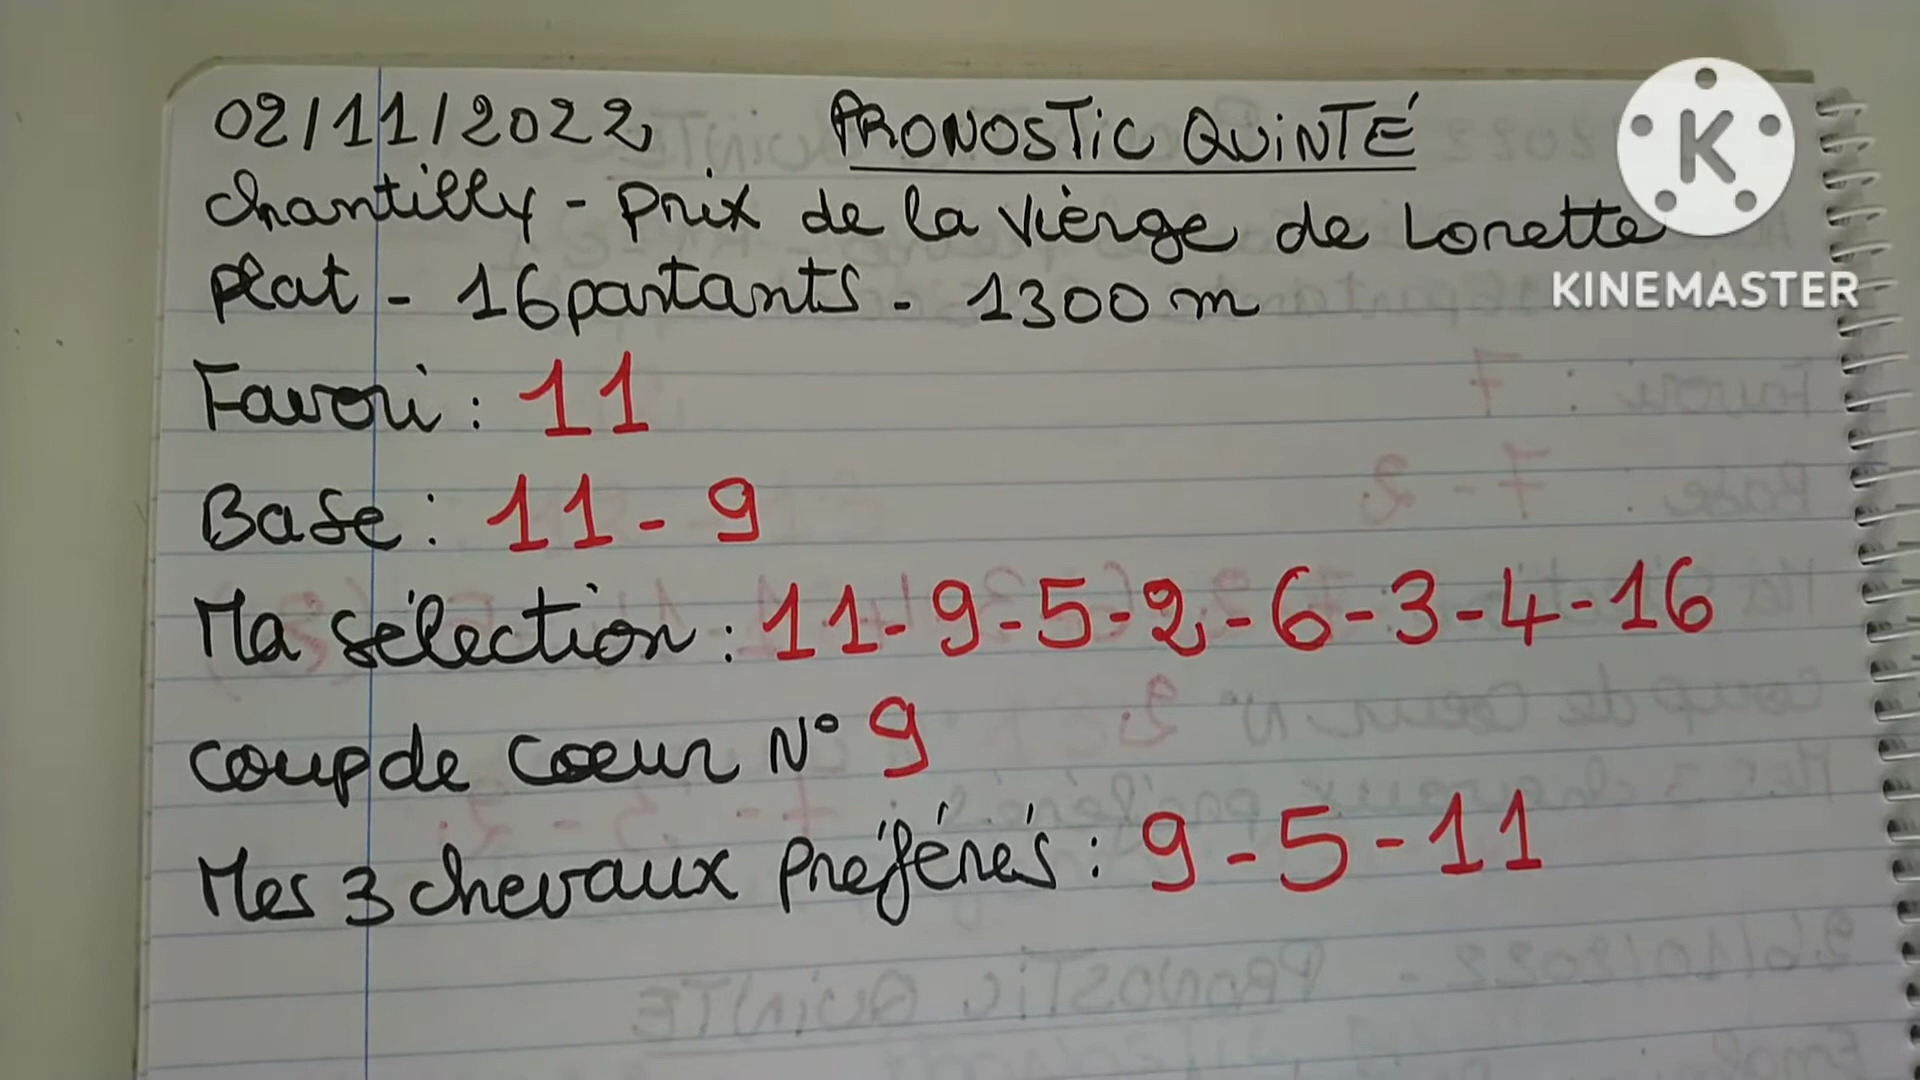 02/11/2022 PRONOSTIC QUINTÉ
Chantilly - Prix de la Vièrge de Lorette
Plat - 16 partants - 1300 m
Favori : 11
Base : 11 - 9
Ma sélection : 11 - 9 - 5 - 2 - 6 - 3 - 4 - 16
coup de coeur N° 9
Mes 3 chevaux préférés : 9 - 5 - 11
K
KINEMASTER